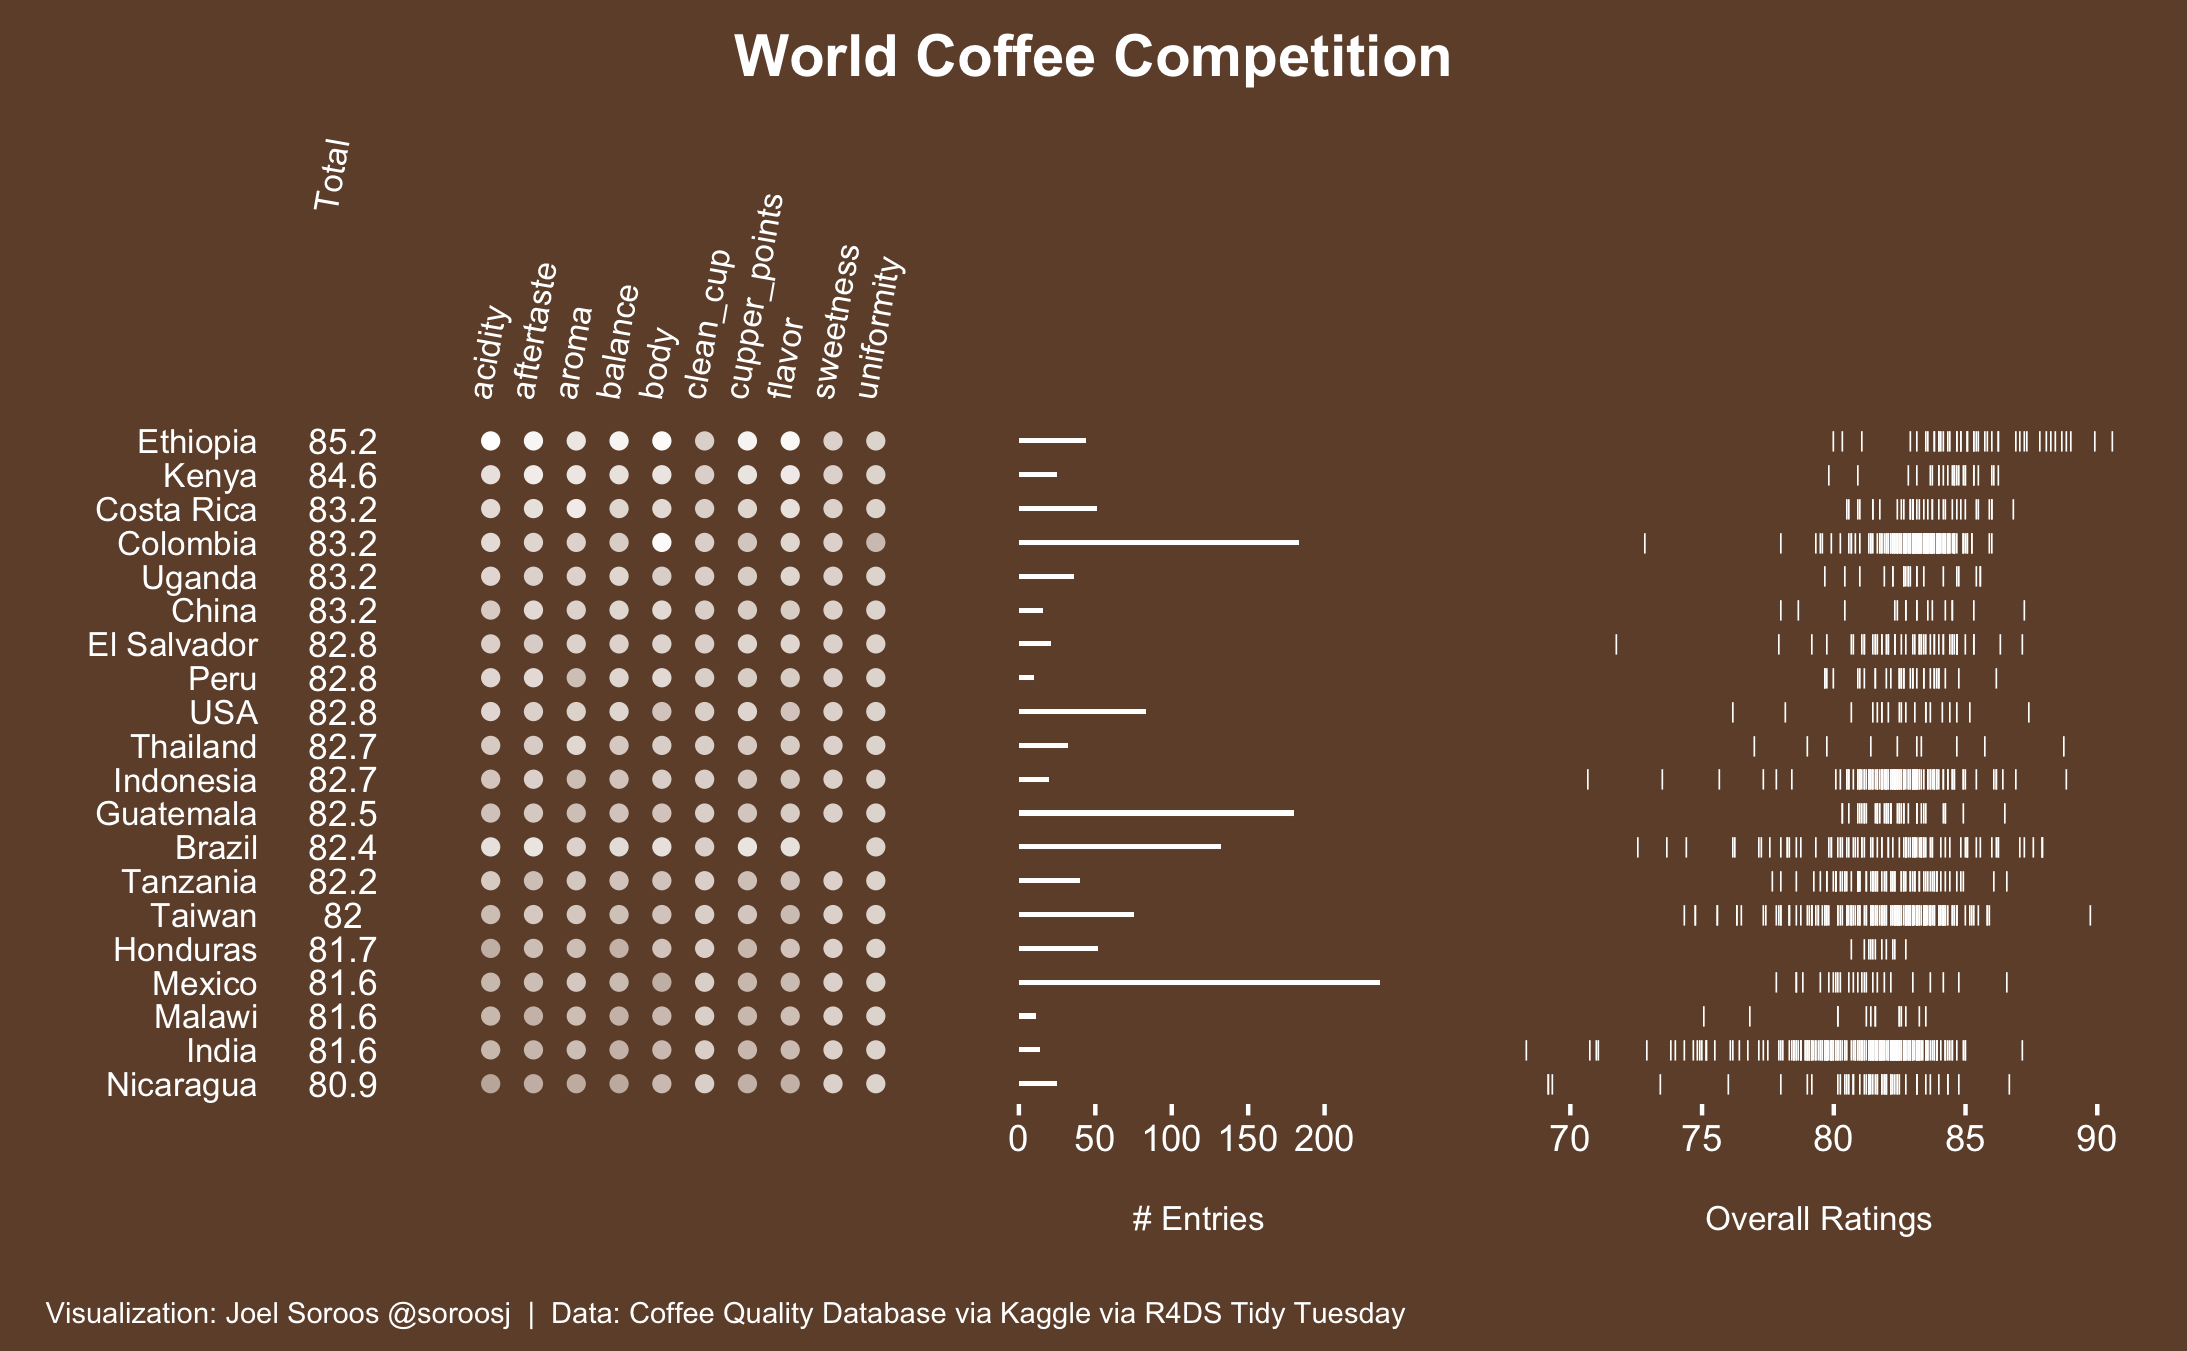 World Coffee Competition
Total
acidity aftertaste aroma balance body clean_cup cupper_points flavor sweetness uniformity
Ethiopia 85.2
Kenya 84.6
Costa Rica 83.2
Colombia 83.2
Uganda 83.2
China 83.2
El Salvador 82.8
Peru 82.8
USA 82.8
Thailand 82.7
Indonesia 82.7
Guatemala 82.5
Brazil 82.4
Tanzania 82.2
Taiwan 82
Honduras 81.7
Mexico 81.6
Malawi 81.6
India 81.6
Nicaragua 80.9
0 50 100 150 200 70 75 80 85 90
# Entries Overall Ratings
Visualization: Joel Soroos @soroosj | Data: Coffee Quality Database via Kaggle via R4DS Tidy Tuesday